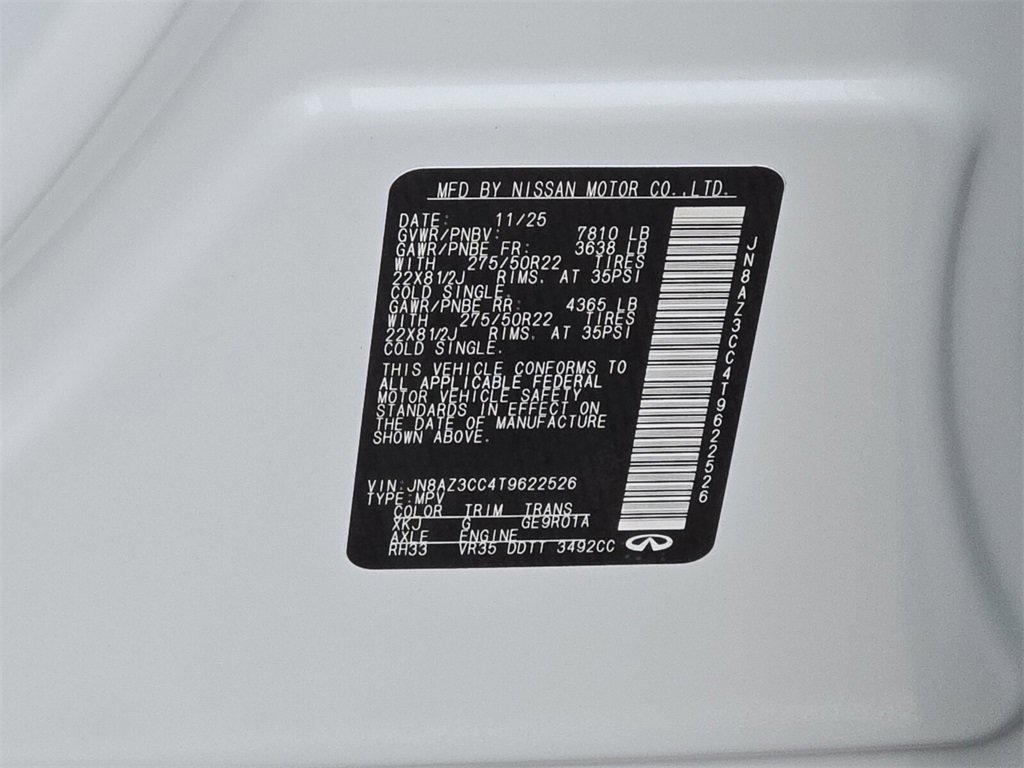 MFD BY NISSAN MOTOR CO.,LTD.
DATE: 11/25
GVWR/PNBV: 7810 LB
GAWR/PNBE FR: 3638 LB
WITH 275/50R22 TIRES
22X81/2J RIMS. AT 35PSI
COLD SINGLE.
GAWR/PNBE RR: 4365 LB
WITH 275/50R22 TIRES
22X81/2J RIMS. AT 35PSI
COLD SINGLE.
THIS VEHICLE CONFORMS TO
ALL APPLICABLE FEDERAL
MOTOR VEHICLE SAFETY
STANDARDS IN EFFECT ON
THE DATE OF MANUFACTURE
SHOWN ABOVE.
VIN:JN8AZ3CC4T9622526
TYPE:MPV
COLOR TRIM TRANS
XKJ G GE9R01A
AXLE ENGINE
RH33 VR35 DDTT 3492CC
JN8AZ3CC4T9622526